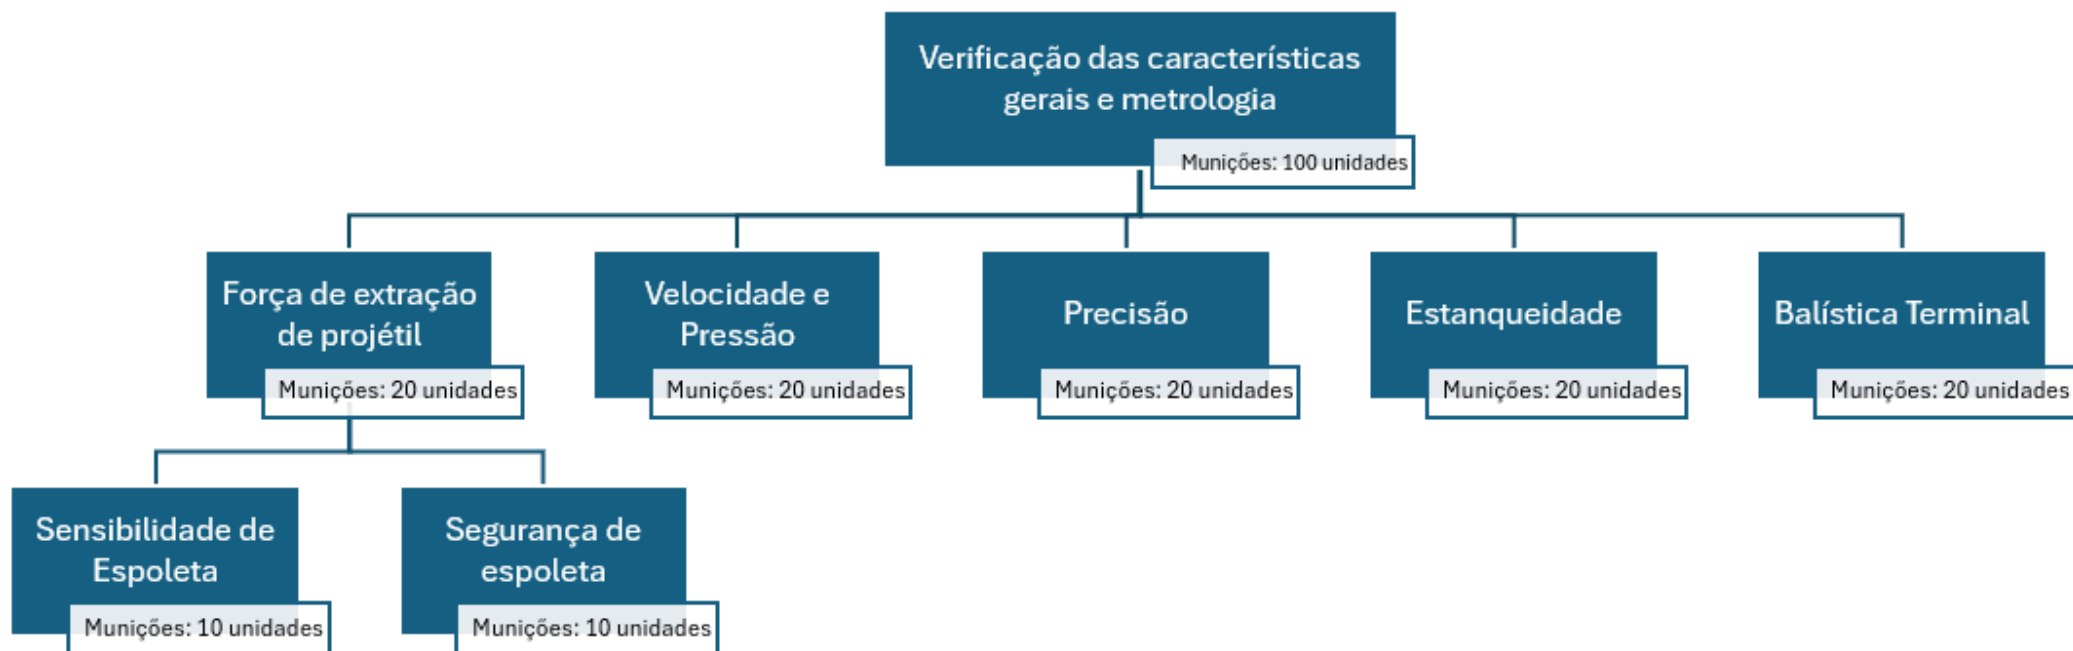 Verificação das características
gerais e metrologia
Munições: 100 unidades
Força de extração
de projétil
Munições: 20 unidades
Velocidade e
Pressão
Munições: 20 unidades
Precisão
Munições: 20 unidades
Estanqueidade
Munições: 20 unidades
Balística Terminal
Munições: 20 unidades
Sensibilidade de
Espoleta
Munições: 10 unidades
Segurança de
espoleta
Munições: 10 unidades